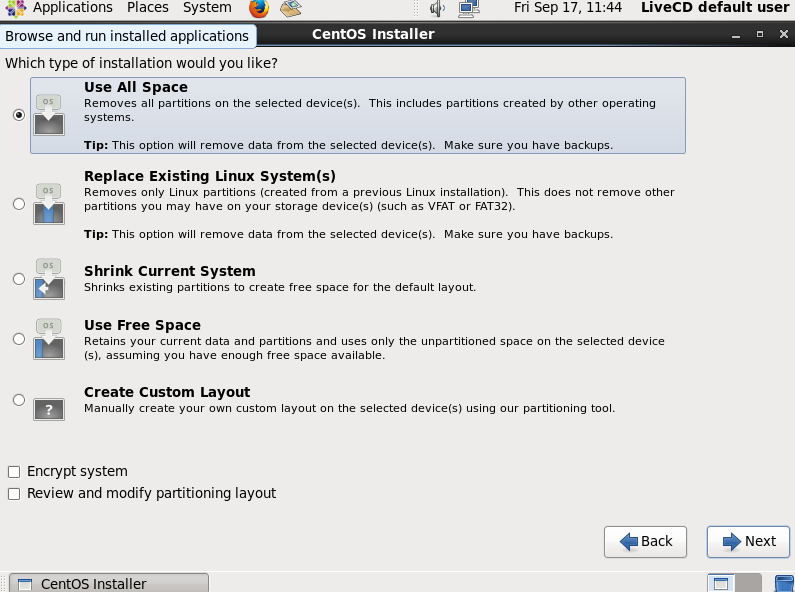 Applications Places System Fri Sep 17, 11:44 LiveCD default user
Browse and run installed applications
CentOS Installer
Which type of installation would you like?
OS
Use All Space
Removes all partitions on the selected device(s). This includes partitions created by other operating
systems.
Tip: This option will remove data from the selected device(s). Make sure you have backups.
OS
Replace Existing Linux System(s)
Removes only Linux partitions (created from a previous Linux installation). This does not remove other
partitions you may have on your storage device(s) (such as VFAT or FAT32).
Tip: This option will remove data from the selected device(s). Make sure you have backups.
OS
Shrink Current System
Shrinks existing partitions to create free space for the default layout.
OS
Use Free Space
Retains your current data and partitions and uses only the unpartitioned space on the selected device
(s), assuming you have enough free space available.
?
Create Custom Layout
Manually create your own custom layout on the selected device(s) using our partitioning tool.
Encrypt system
Review and modify partitioning layout
Back Next
CentOS Installer